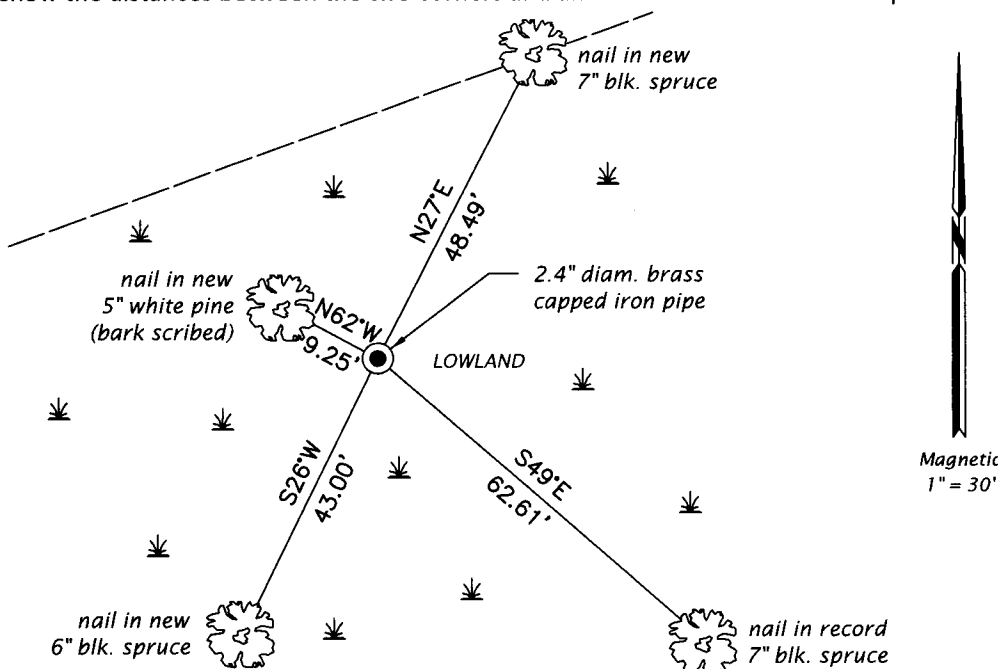 nail in new
7" blk. spruce
N27°E
48.49'
nail in new
5" white pine
(bark scribed)
N62°W
9.25'
2.4" diam. brass
capped iron pipe
LOWLAND
N
Magnetic
1" = 30'
S26°W
43.00'
S49°E
62.61'
nail in new
6" blk. spruce
nail in record
7" blk. spruce